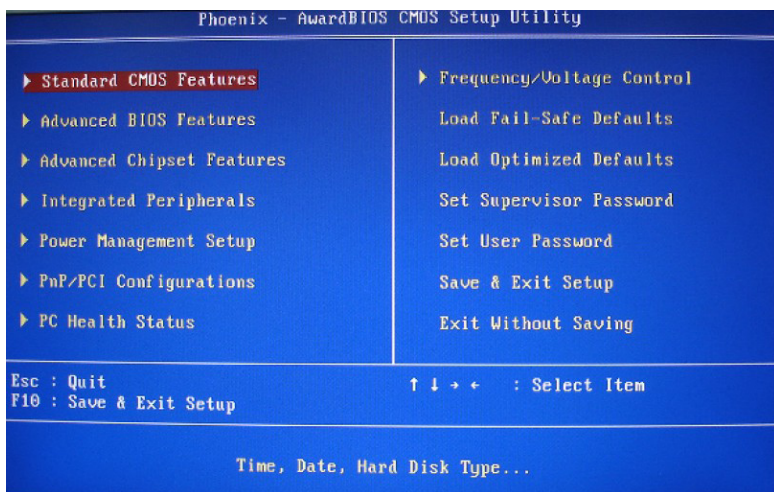 Phoenix - AwardBIOS CMOS Setup Utility
▶ Standard CMOS Features
▶ Advanced BIOS Features
▶ Advanced Chipset Features
▶ Integrated Peripherals
▶ Power Management Setup
▶ PnP/PCI Configurations
▶ PC Health Status
▶ Frequency/Voltage Control
Load Fail-Safe Defaults
Load Optimized Defaults
Set Supervisor Password
Set User Password
Save & Exit Setup
Exit Without Saving
Esc : Quit
F10 : Save & Exit Setup
↑ ↓ → ← : Select Item
Time, Date, Hard Disk Type...